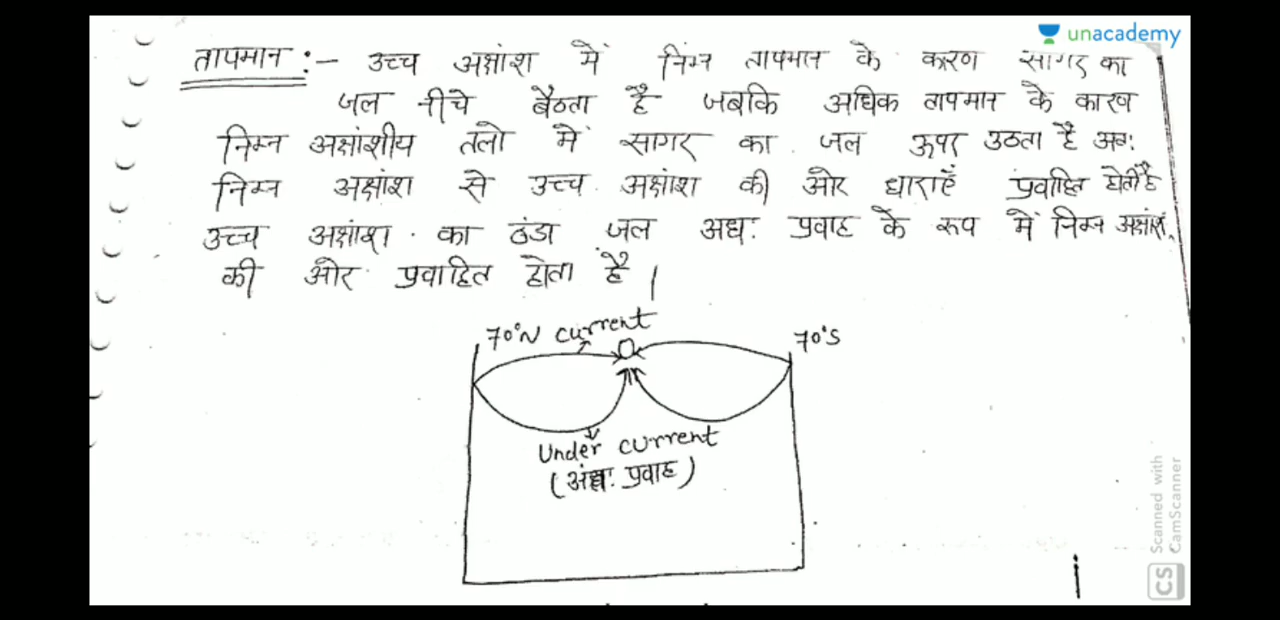 unacademy
तापमान :- उच्च अक्षांश में निम्न तापमान के कारण सागर का
जल नीचे बैठता है जबकि अधिक तापमान के कारण
निम्न अक्षांशीय तलो में सागर का जल ऊपर उठता है अतः
निम्न अक्षांश से उच्च अक्षांश की ओर धाराएँ प्रवाहित होती है
उच्च अक्षांश का ठंडा जल अधः प्रवाह के रूप में निम्न अक्षांश
की ओर प्रवाहित होता है।
70°N current 70°S
Under current
(अधः प्रवाह)
Scanned with
CamScanner
CS